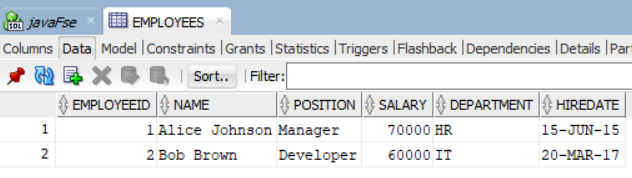 SQL javaFse × EMPLOYEES ×
Columns Data Model Constraints Grants Statistics Triggers Flashback Dependencies Details Par
Sort.. Filter:
EMPLOYEEID NAME POSITION SALARY DEPARTMENT HIREDATE
1 1 Alice Johnson Manager 70000 HR 15-JUN-15
2 2 Bob Brown Developer 60000 IT 20-MAR-17